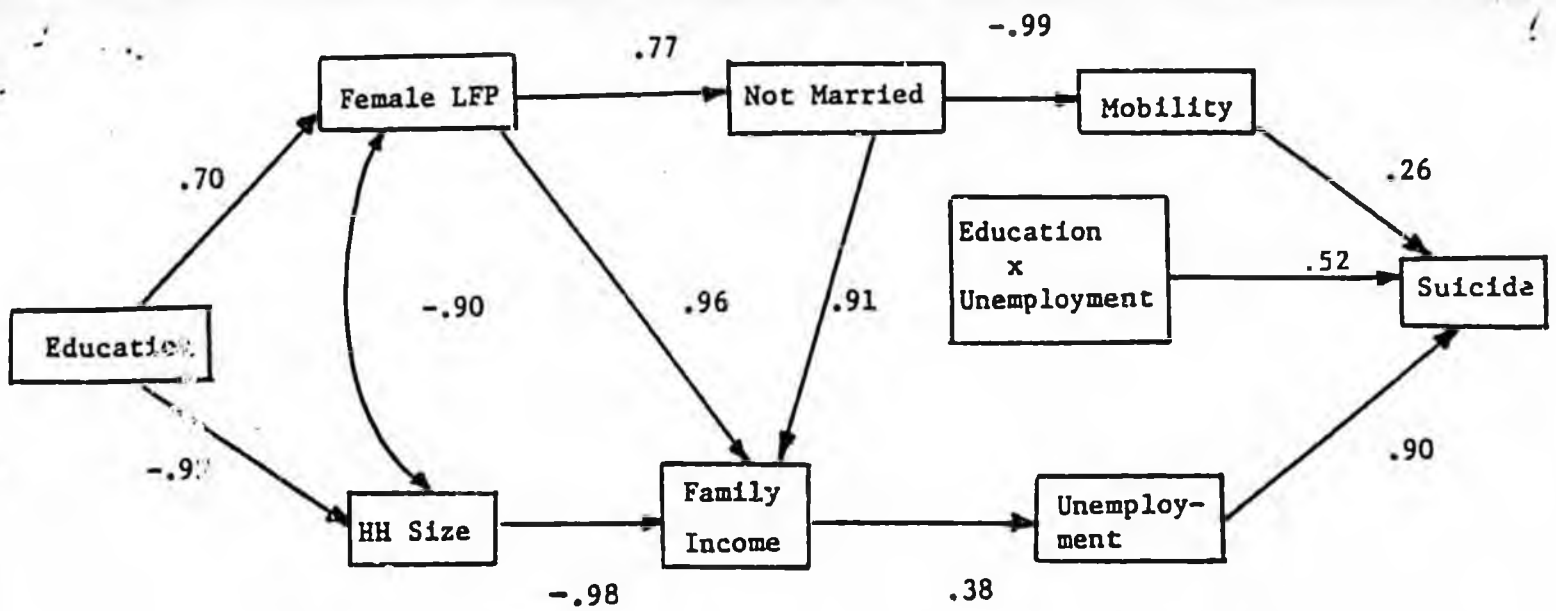 -.99
.77
Female LFP
Not Married
Mobility
.70
.26
Education
x
Unemployment
.52
Suicide
-.90
.96
.91
-.98
Family
Income
HH Size
Unemploy-
ment
.90
.38